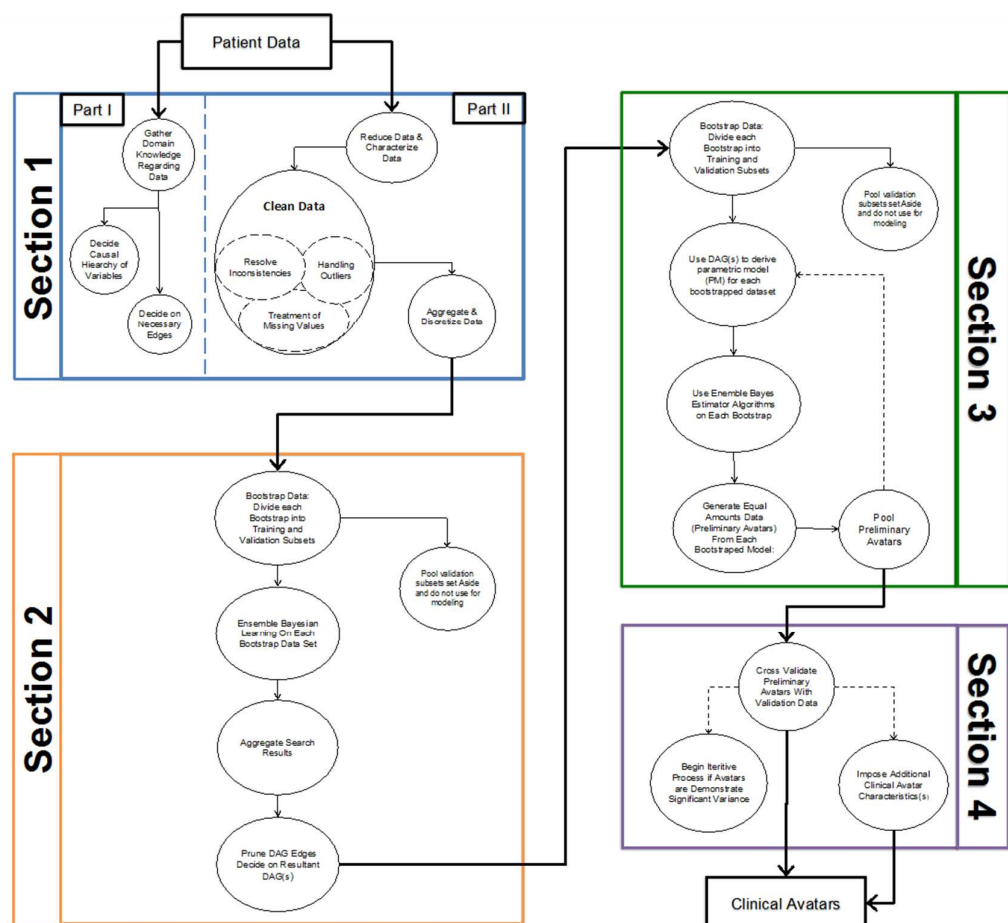 Patient Data
Section 1
Part I
Part II
Gather
Domain
Knowledge
Regarding
Data
Decide
Causal
Hierarchy of
Variables
Decide on
Necessary
Edges
Reduce Data &
Characterize
Data
Clean Data
Resolve
Inconsistencies
Handling
Outliers
Treatment of
Missing Values
Aggregate &
Discretize Data
Section 2
Bootstrap Data:
Divide each
Bootstrap into
Training and
Validation Subsets
Pool validation
subsets set Aside
and do not use for
modeling
Ensemble Bayesian
Learning On Each
Bootstrap Data Set
Aggregate Search
Results
Prune DAG Edges
Decide on Resultant
DAG(s)
Section 3
Bootstrap Data:
Divide each
Bootstrap into
Training and
Validation Subsets
Pool validation
subsets set Aside
and do not use for
modeling
Use DAG(s) to derive
parametric model
(PM) for each
bootstrapped dataset
Use Enemble Bayes
Estimator Algorithms
on Each Bootstrap
Generate Equal
Amounts Data
(Preliminary Avatars)
From Each
Bootstraped Model:
Pool
Preliminary
Avatars
Section 4
Cross Validate
Preliminary
Avatars With
Validation Data
Begin Iteritive
Process if Avatars
are Demonstrate
Significant Variance
Impose Additional
Clinical Avatar
Characteristics(s)
Clinical Avatars